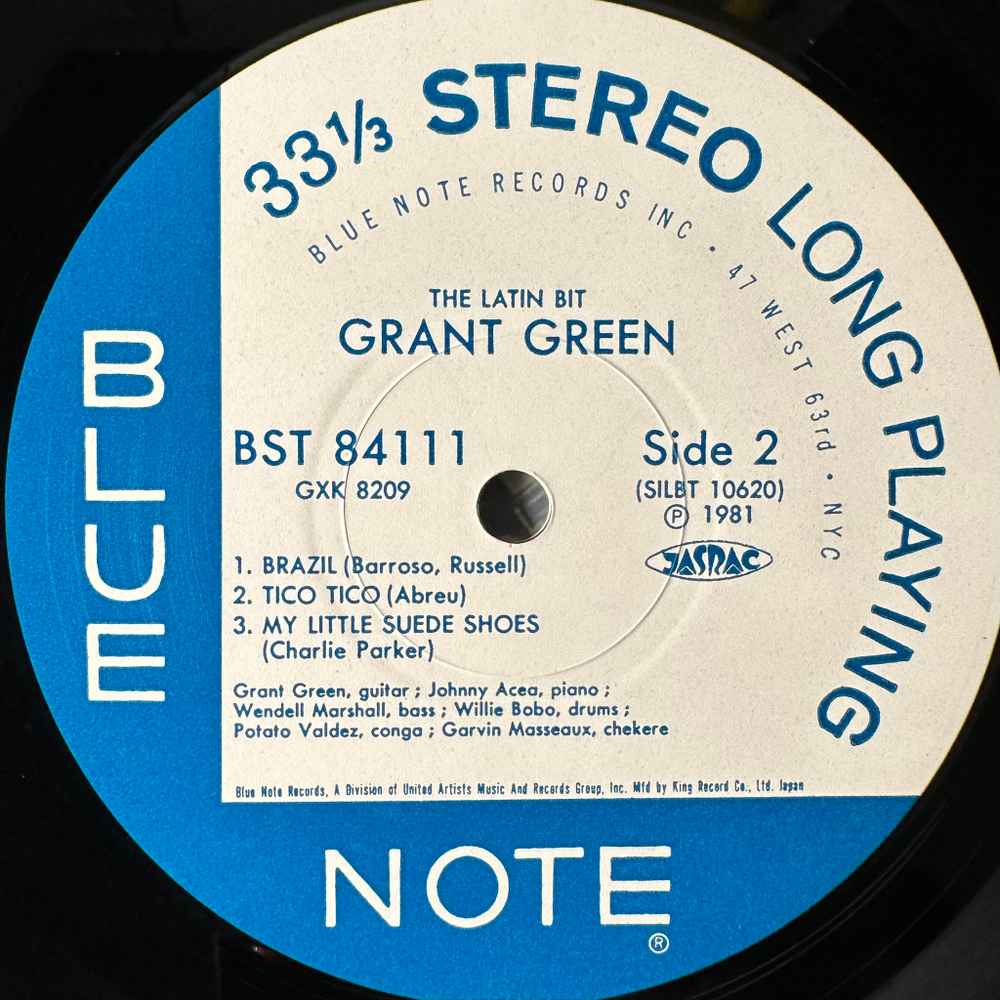 33⅓ STEREO LONG PLAYING
BLUE NOTE RECORDS INC • 47 WEST 63rd • NYC
THE LATIN BIT
GRANT GREEN
BST 84111
GXK 8209
Side 2
(SILBT 10620)
Ⓟ 1981
JASRAC
1. BRAZIL (Barroso, Russell)
2. TICO TICO (Abreu)
3. MY LITTLE SUEDE SHOES
(Charlie Parker)
Grant Green, guitar ; Johnny Acea, piano ;
Wendell Marshall, bass ; Willie Bobo, drums ;
Potato Valdez, conga ; Garvin Masseaux, chekere
Blue Note Records, A Division of United Artists Music And Records Group, Inc. Mfd by King Record Co., Ltd. Japan
BLUE
NOTE
®